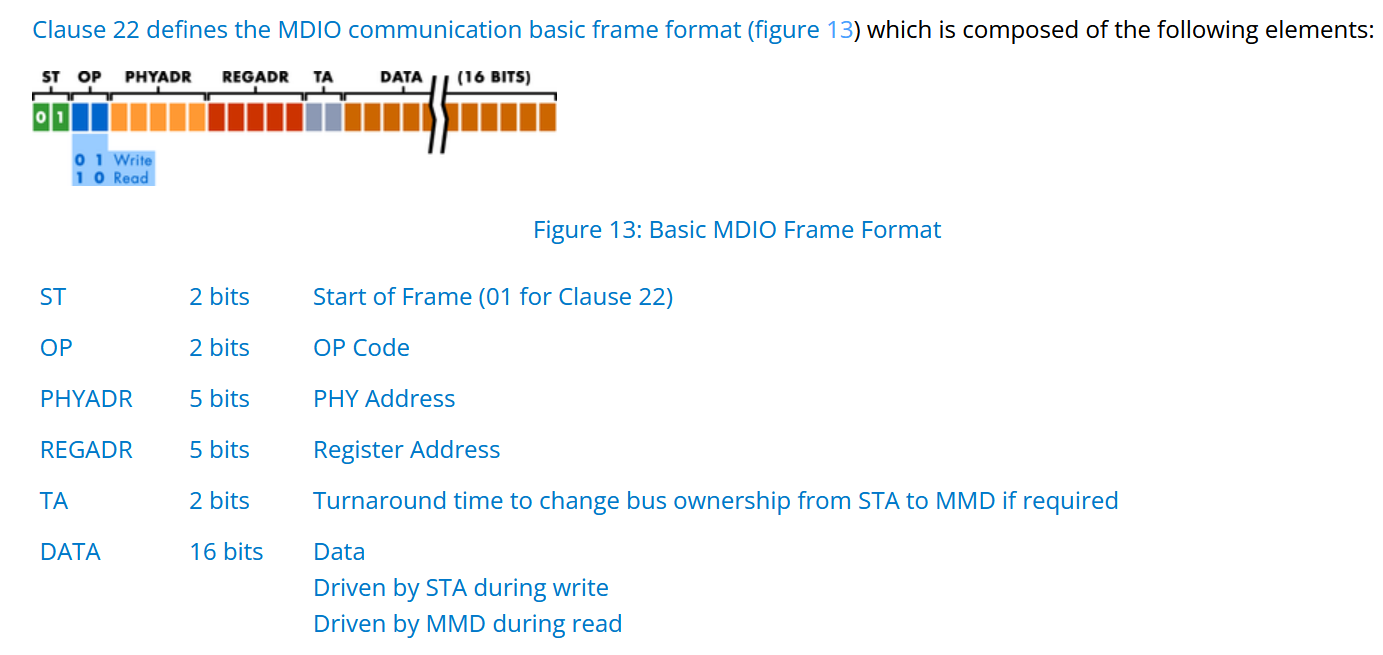 Clause 22 defines the MDIO communication basic frame format (figure 13) which is composed of the following elements:
ST OP PHYADR REGADR TA DATA (16 BITS)
0 1
0 1 Write
1 0 Read
Figure 13: Basic MDIO Frame Format
ST 2 bits Start of Frame (01 for Clause 22)
OP 2 bits OP Code
PHYADR 5 bits PHY Address
REGADR 5 bits Register Address
TA 2 bits Turnaround time to change bus ownership from STA to MMD if required
DATA 16 bits Data
Driven by STA during write
Driven by MMD during read